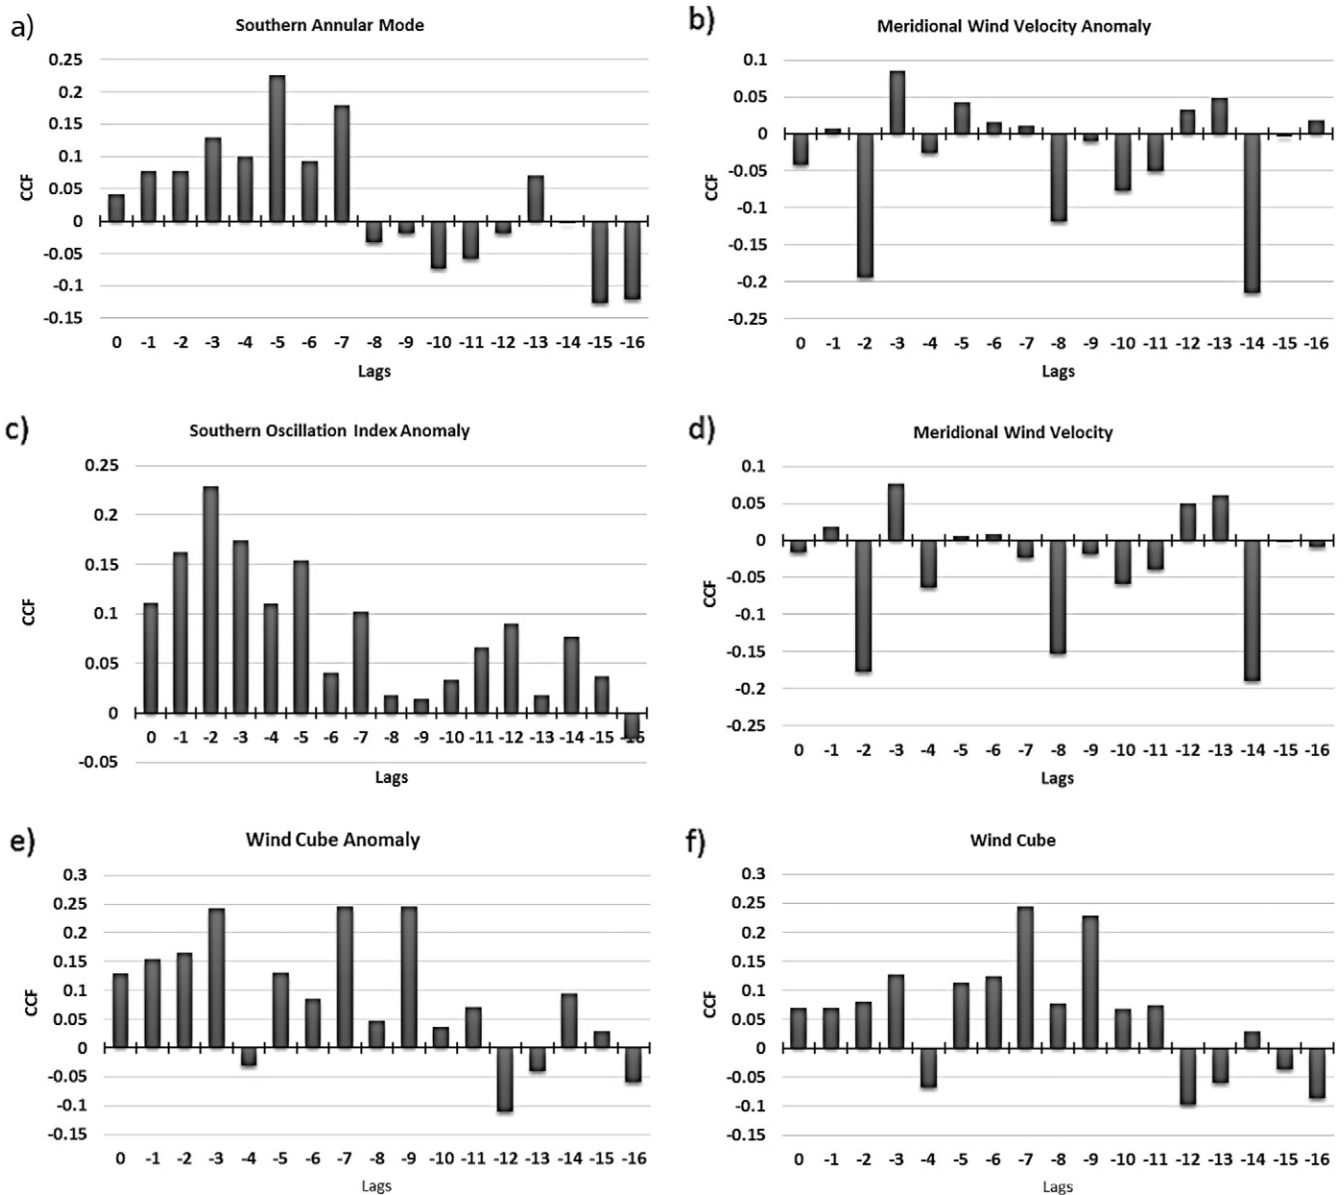 a)
Southern Annular Mode
0.25
0.2
0.15
0.1
0.05
0
-0.05
-0.1
-0.15
CCF
0 -1 -2 -3 -4 -5 -6 -7 -8 -9 -10 -11 -12 -13 -14 -15 -16
Lags
b)
Meridional Wind Velocity Anomaly
0.1
0.05
0
-0.05
-0.1
-0.15
-0.2
-0.25
CCF
0 -1 -2 -3 -4 -5 -6 -7 -8 -9 -10 -11 -12 -13 -14 -15 -16
Lags
c)
Southern Oscillation Index Anomaly
0.25
0.2
0.15
0.1
0.05
0
-0.05
CCF
0 -1 -2 -3 -4 -5 -6 -7 -8 -9 -10 -11 -12 -13 -14 -15 -16
Lags
d)
Meridional Wind Velocity
0.1
0.05
0
-0.05
-0.1
-0.15
-0.2
-0.25
CCF
0 -1 -2 -3 -4 -5 -6 -7 -8 -9 -10 -11 -12 -13 -14 -15 -16
Lags
e)
Wind Cube Anomaly
0.3
0.25
0.2
0.15
0.1
0.05
0
-0.05
-0.1
-0.15
CCF
0 -1 -2 -3 -4 -5 -6 -7 -8 -9 -10 -11 -12 -13 -14 -15 -16
Lags
f)
Wind Cube
0.3
0.25
0.2
0.15
0.1
0.05
0
-0.05
-0.1
-0.15
CCF
0 -1 -2 -3 -4 -5 -6 -7 -8 -9 -10 -11 -12 -13 -14 -15 -16
Lags